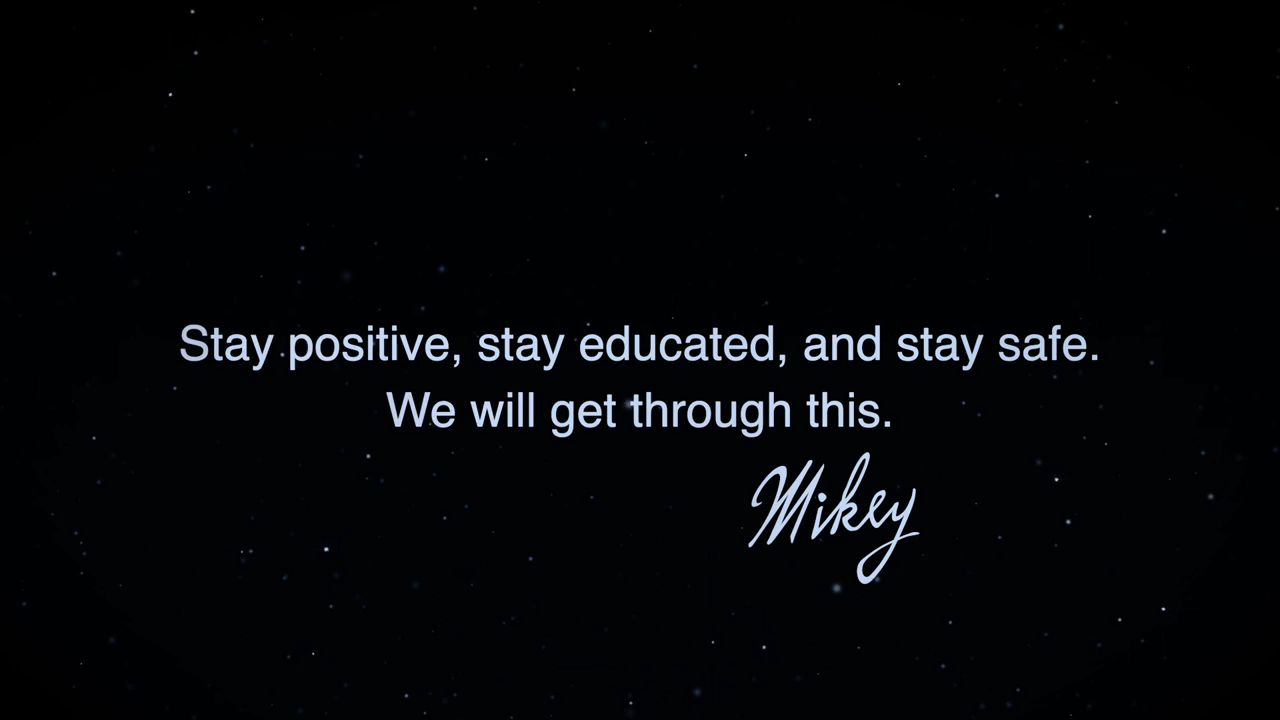 Stay positive, stay educated, and stay safe.
We will get through this.
Mikey